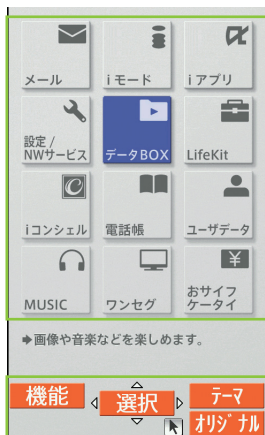 メール
iモード
iアプリ
設定/
NWサービス
データBOX
LifeKit
iコンシェル
電話帳
ユーザデータ
MUSIC
ワンセグ
おサイフ
ケータイ
➡画像や音楽などを楽しめます。
機能
選択
テーマ
オリジナル